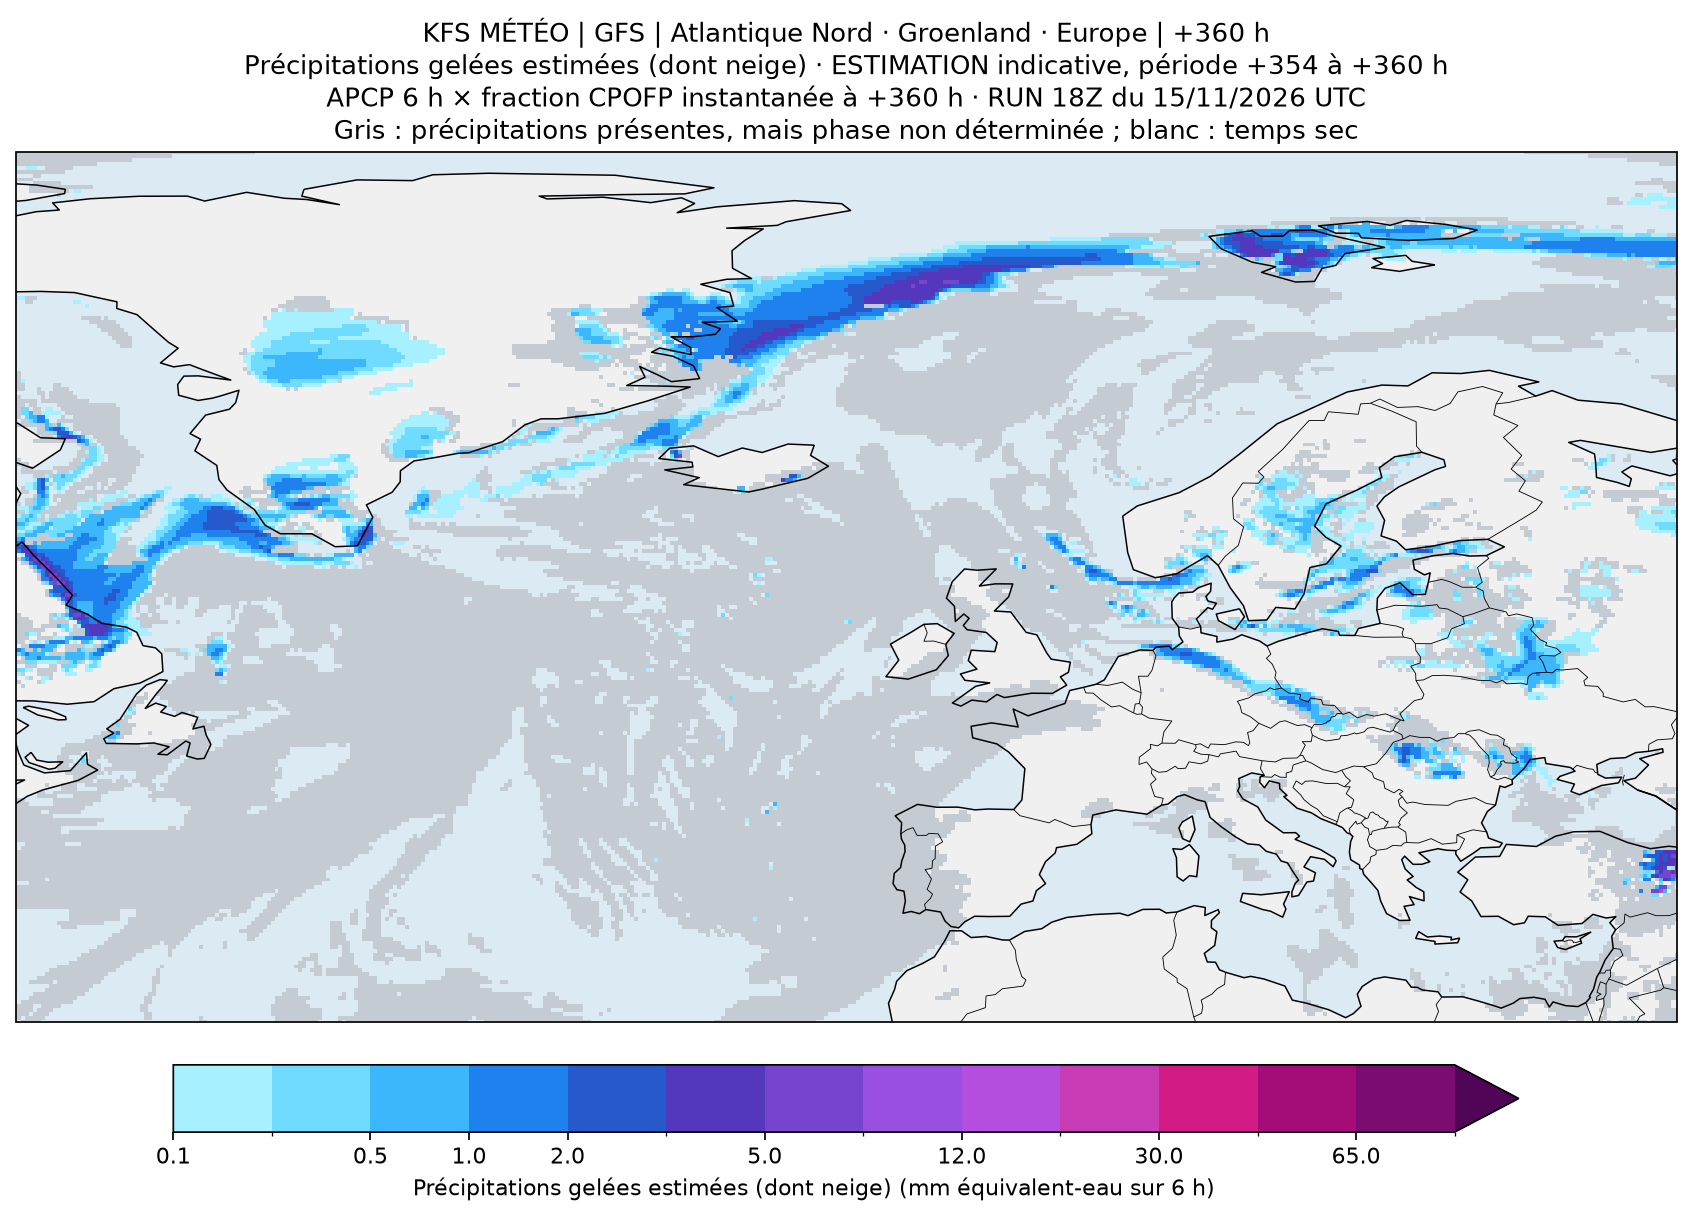 KFS MÉTÉO | GFS | Atlantique Nord · Groenland · Europe | +360 h
Précipitations gelées estimées (dont neige) · ESTIMATION indicative, période +354 à +360 h
APCP 6 h × fraction CPOFP instantanée à +360 h · RUN 18Z du 15/11/2026 UTC
Gris : précipitations présentes, mais phase non déterminée ; blanc : temps sec
0.1 0.5 1.0 2.0 5.0 12.0 30.0 65.0
Précipitations gelées estimées (dont neige) (mm équivalent-eau sur 6 h)